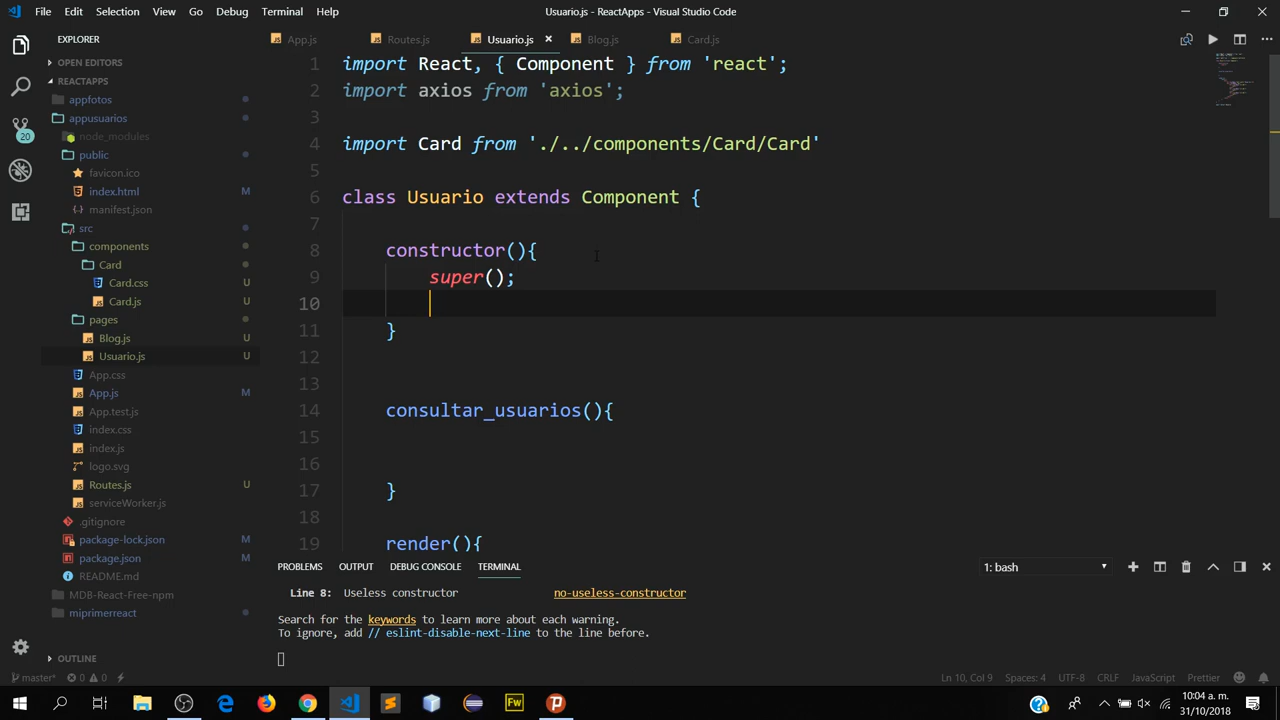 File Edit Selection View Go Debug Terminal Help
Usuario.js - ReactApps - Visual Studio Code
EXPLORER
OPEN EDITORS
REACTAPPS
appfotos
appusuarios
node_modules
public
favicon.ico
index.html M
manifest.json
src
components
Card
Card.css U
Card.js U
pages
Blog.js U
Usuario.js U
App.css
App.js M
App.test.js
index.css
index.js
logo.svg
Routes.js U
serviceWorker.js
.gitignore
package-lock.json M
package.json M
README.md
MDB-React-Free-npm
miprimerreact
OUTLINE
20
App.js Routes.js Usuario.js × Blog.js Card.js
1 import React, { Component } from 'react';
2 import axios from 'axios';
3
4 import Card from './../components/Card/Card'
5
6 class Usuario extends Component {
7
8 constructor(){
9 super();
10
11 }
12
13
14 consultar_usuarios(){
15
16
17 }
18
19 render(){
PROBLEMS OUTPUT DEBUG CONSOLE TERMINAL
1: bash
Line 8: Useless constructor no-useless-constructor
Search for the keywords to learn more about each warning.
To ignore, add // eslint-disable-next-line to the line before.
master* 0 0
Ln 10, Col 9 Spaces: 4 UTF-8 CRLF JavaScript Prettier
Fw
10:04 a. m.
31/10/2018